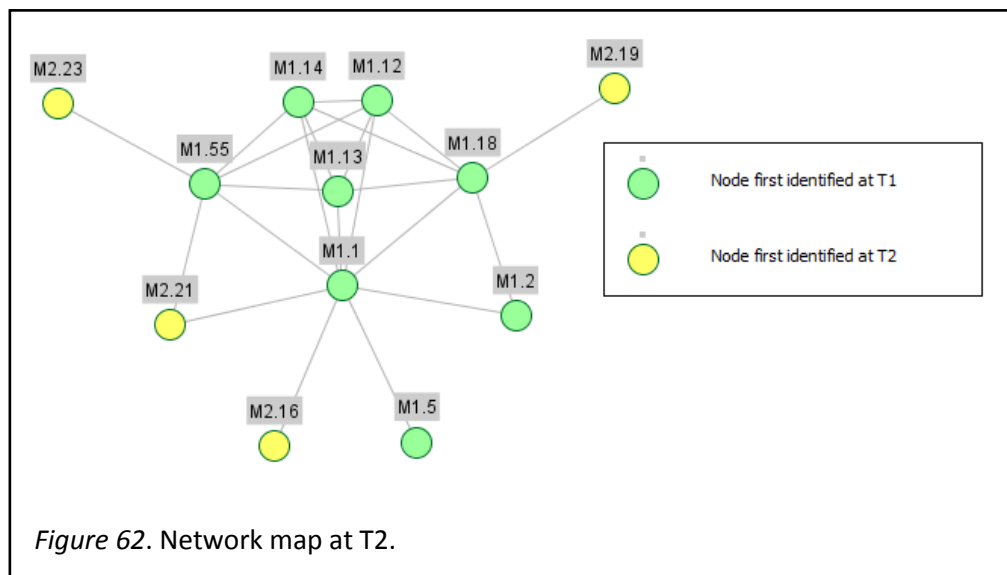 M2.23
M1.14
M1.12
M2.19
M1.55
M1.13
M1.18
M1.1
M2.21
M1.2
M2.16
M1.5
Node first identified at T1
Node first identified at T2
Figure 62. Network map at T2.